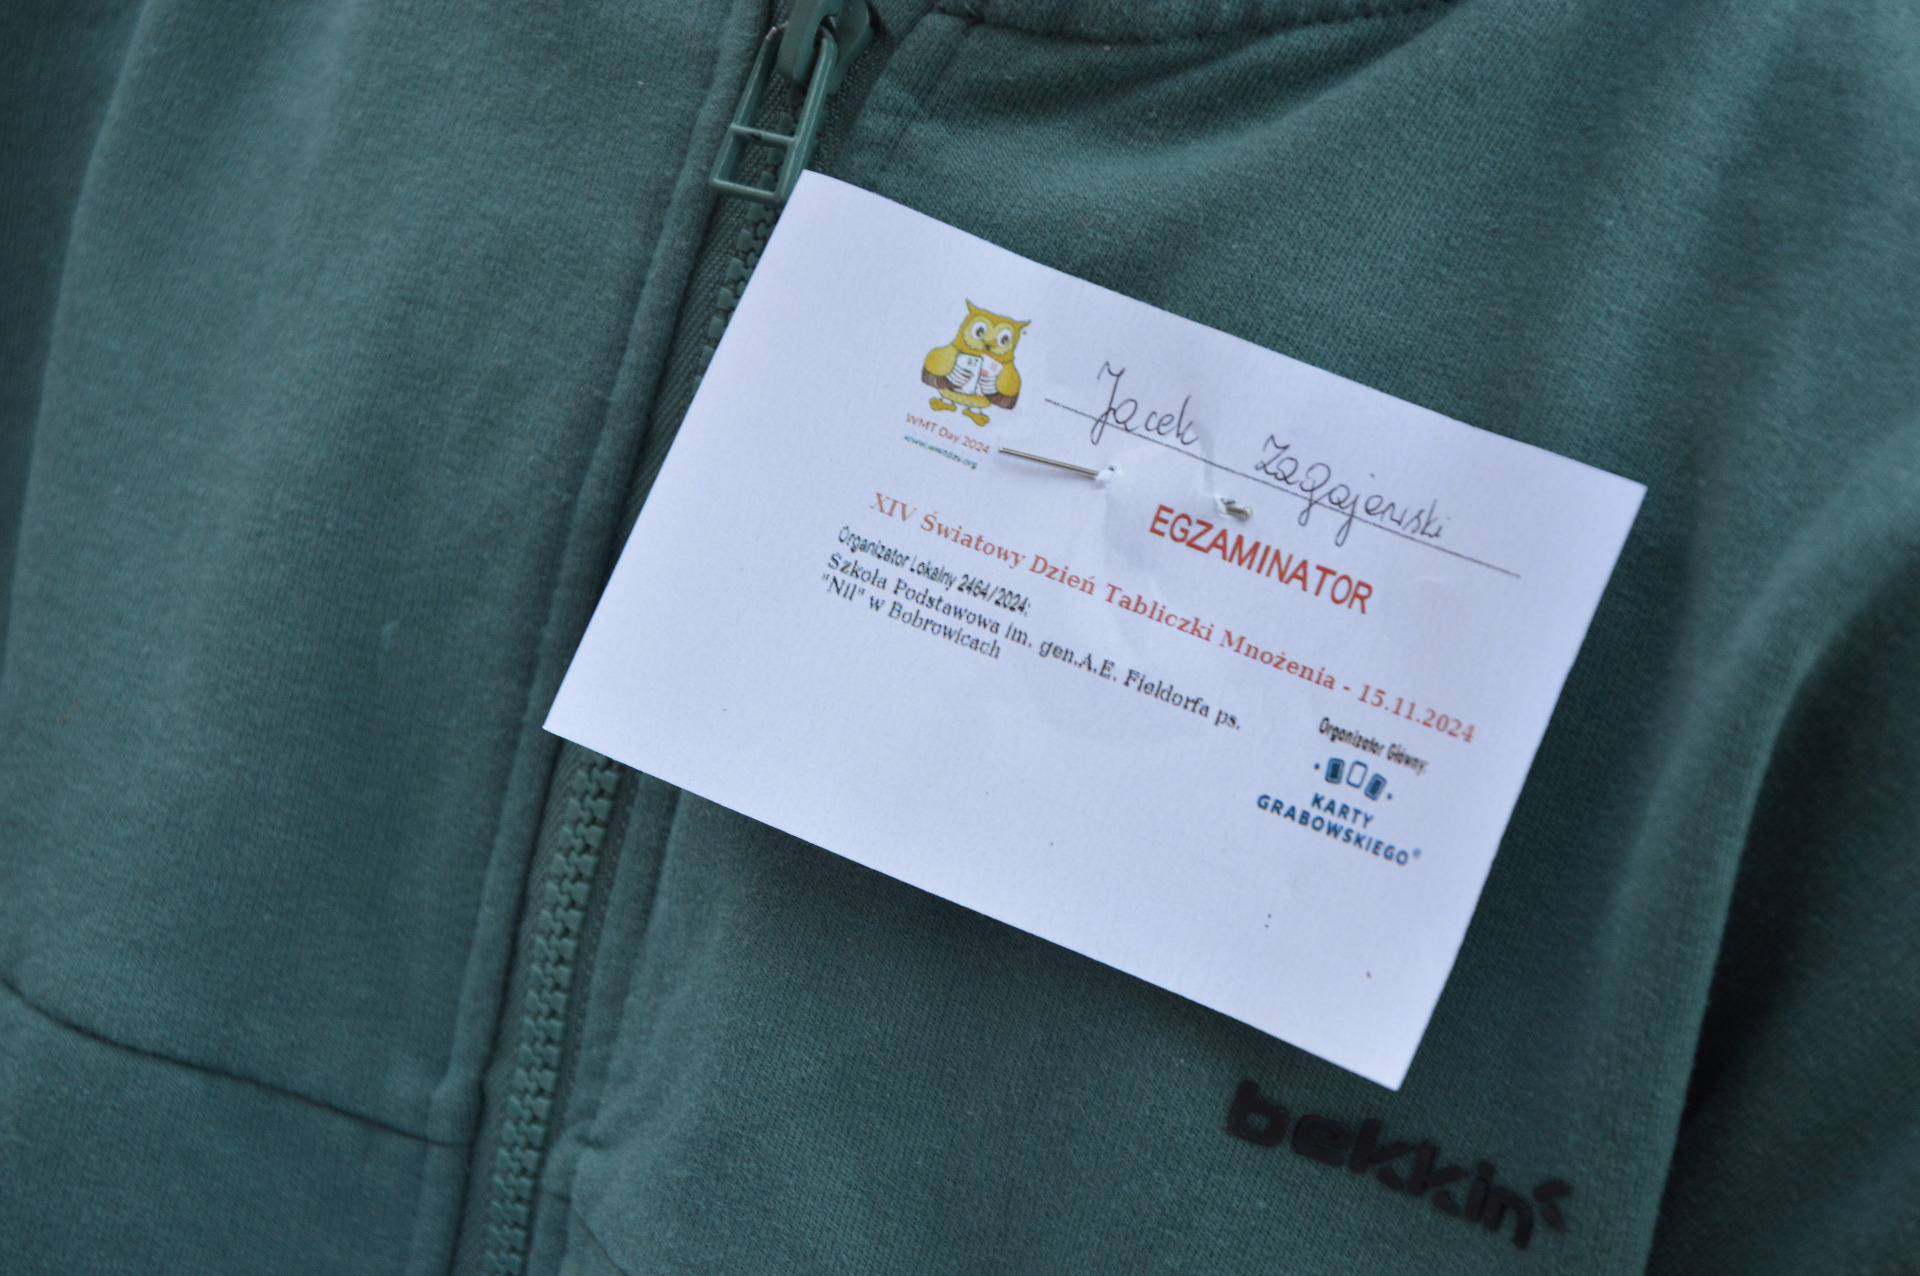 Jacek Zagajewski
WMT Day 2024
www.wmtday.org
EGZAMINATOR
XIV Światowy Dzień Tabliczki Mnożenia - 15.11.2024
Organizator Lokalny 2464/2024:
Szkoła Podstawowa im. gen.A.E. Fieldorfa ps.
"Nil" w Bobrowicach
Organizator Główny:
KARTY
GRABOWSKIEGO®
bekkin'